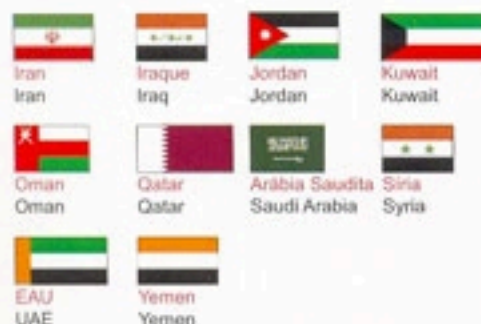 Iran
Iran
Iraque
Iraq
Jordan
Jordan
Kuwait
Kuwait
Oman
Oman
Qatar
Qatar
Arábia Saudita
Saudi Arabia
Síria
Syria
EAU
UAE
Yemen
Yemen